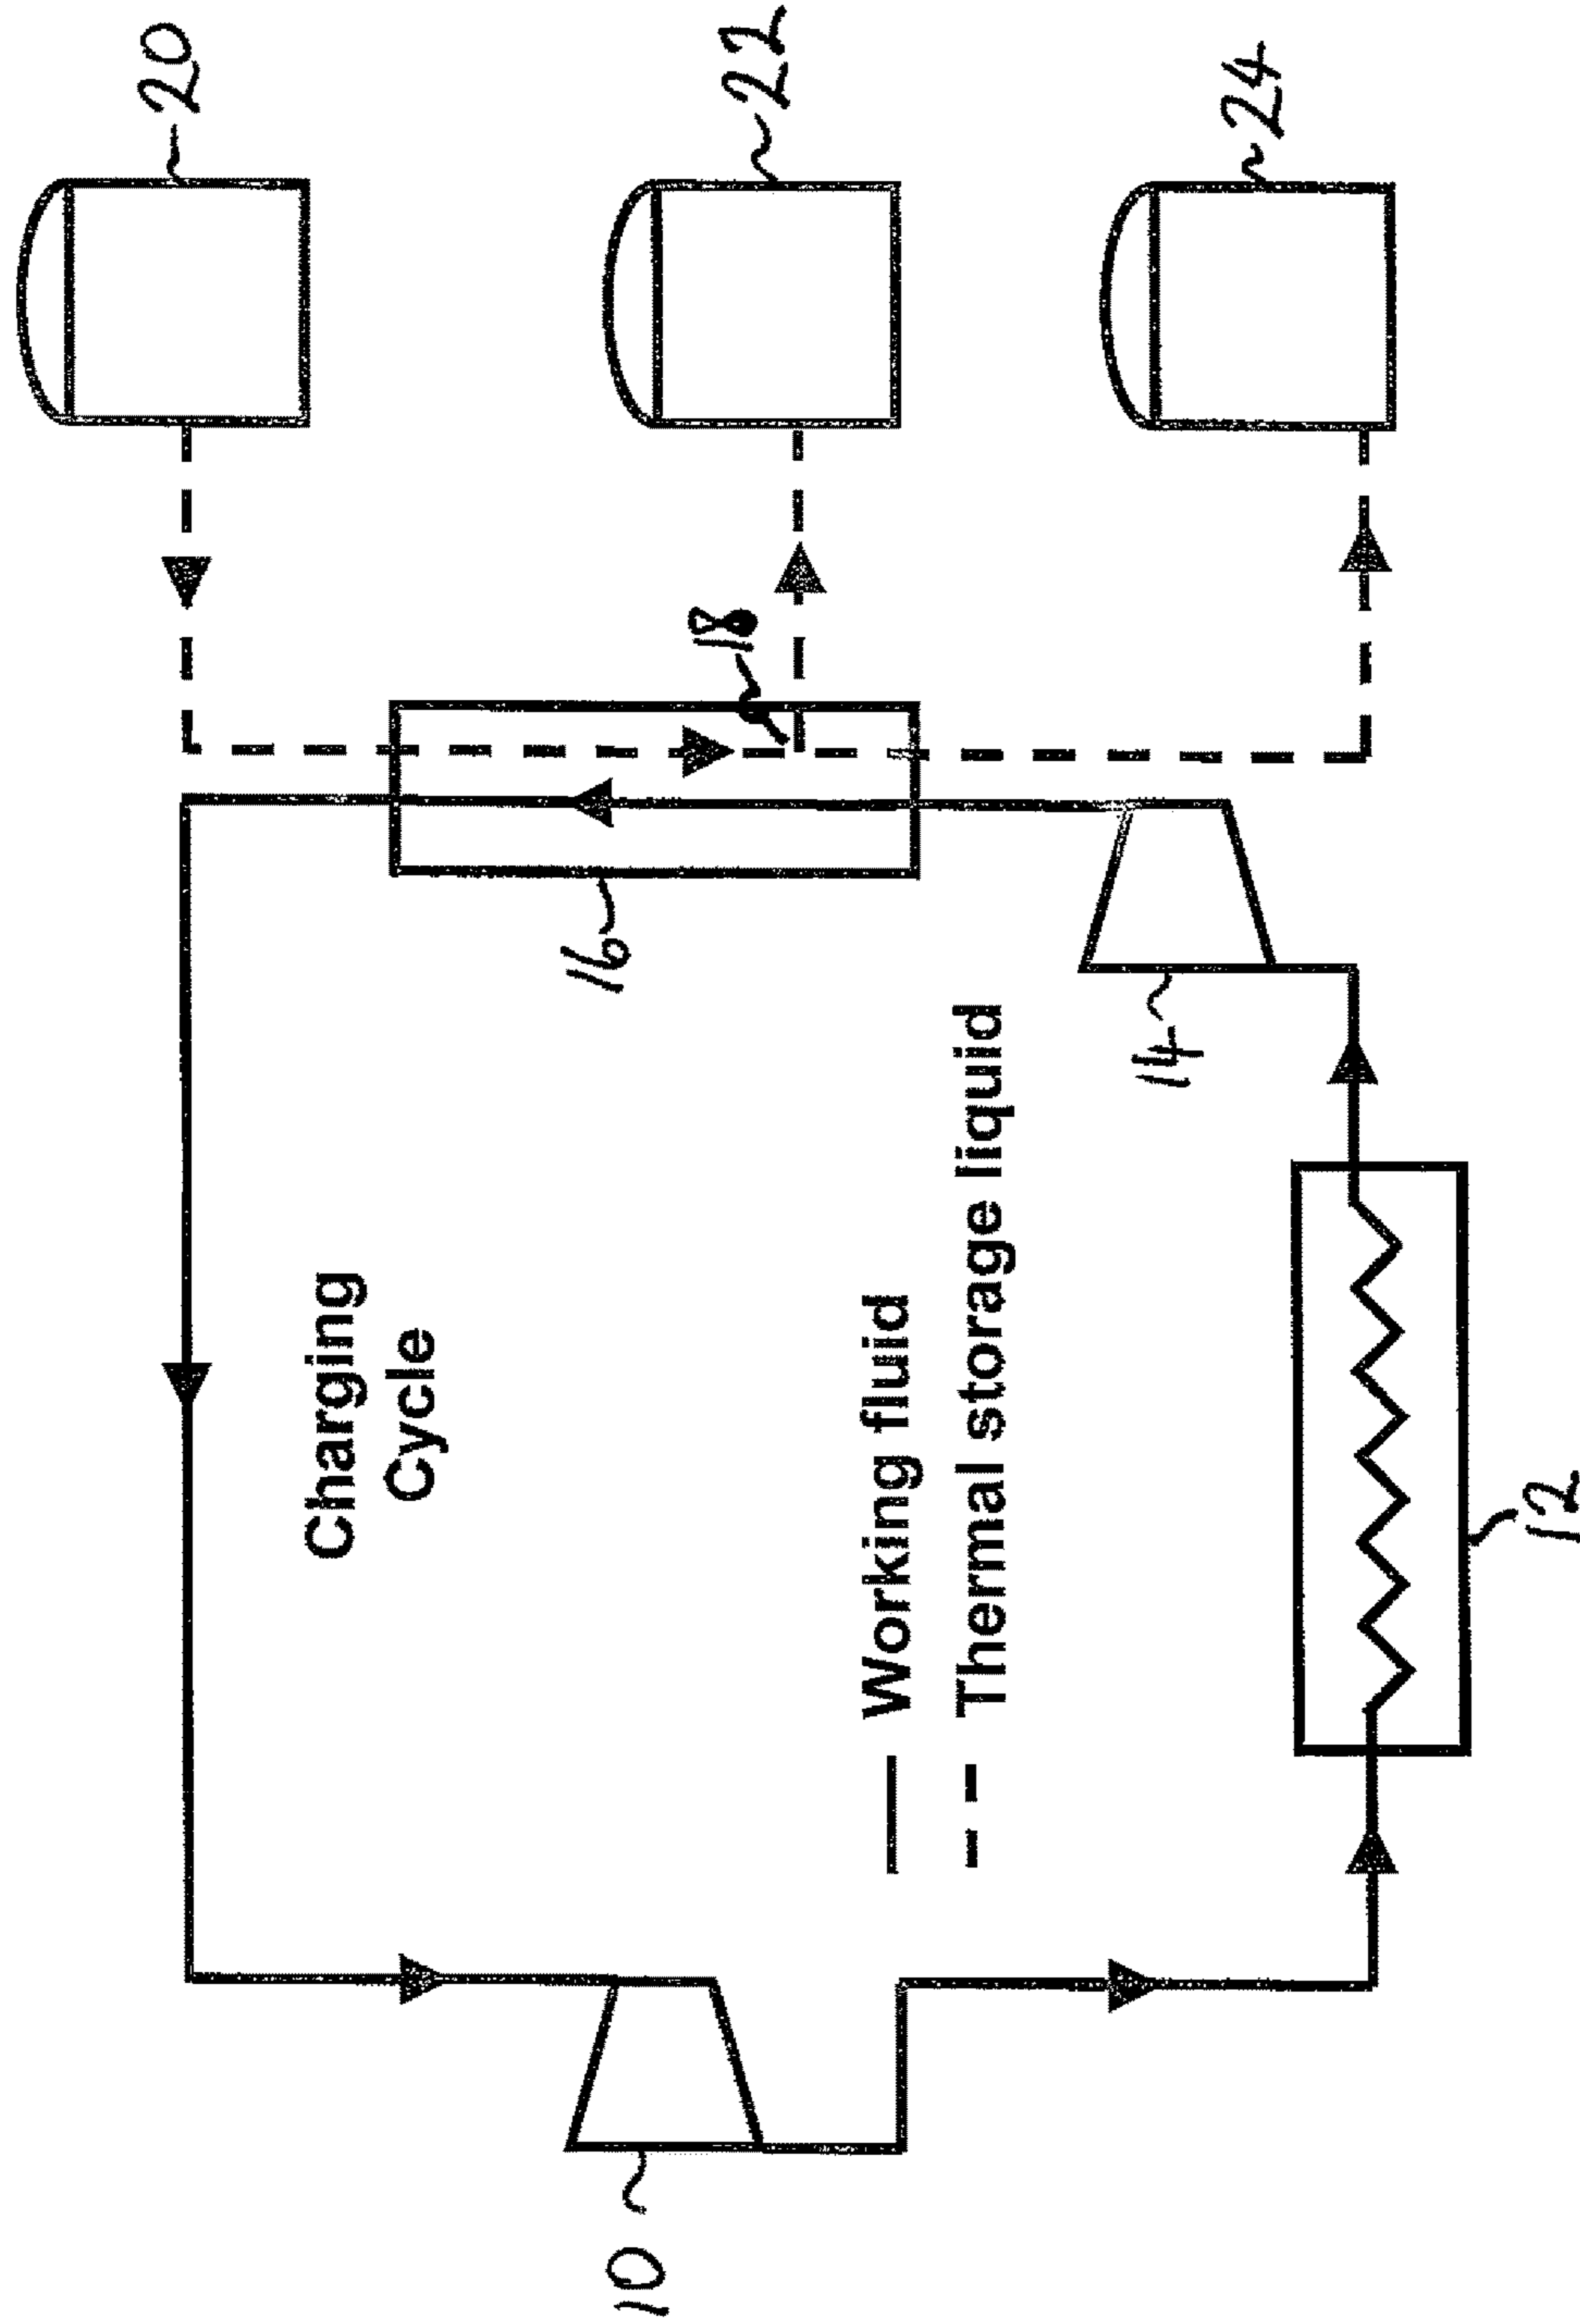 Charging
Cycle
Working fluid
Thermal storage liquid
10
12
14
16
18
20
22
24